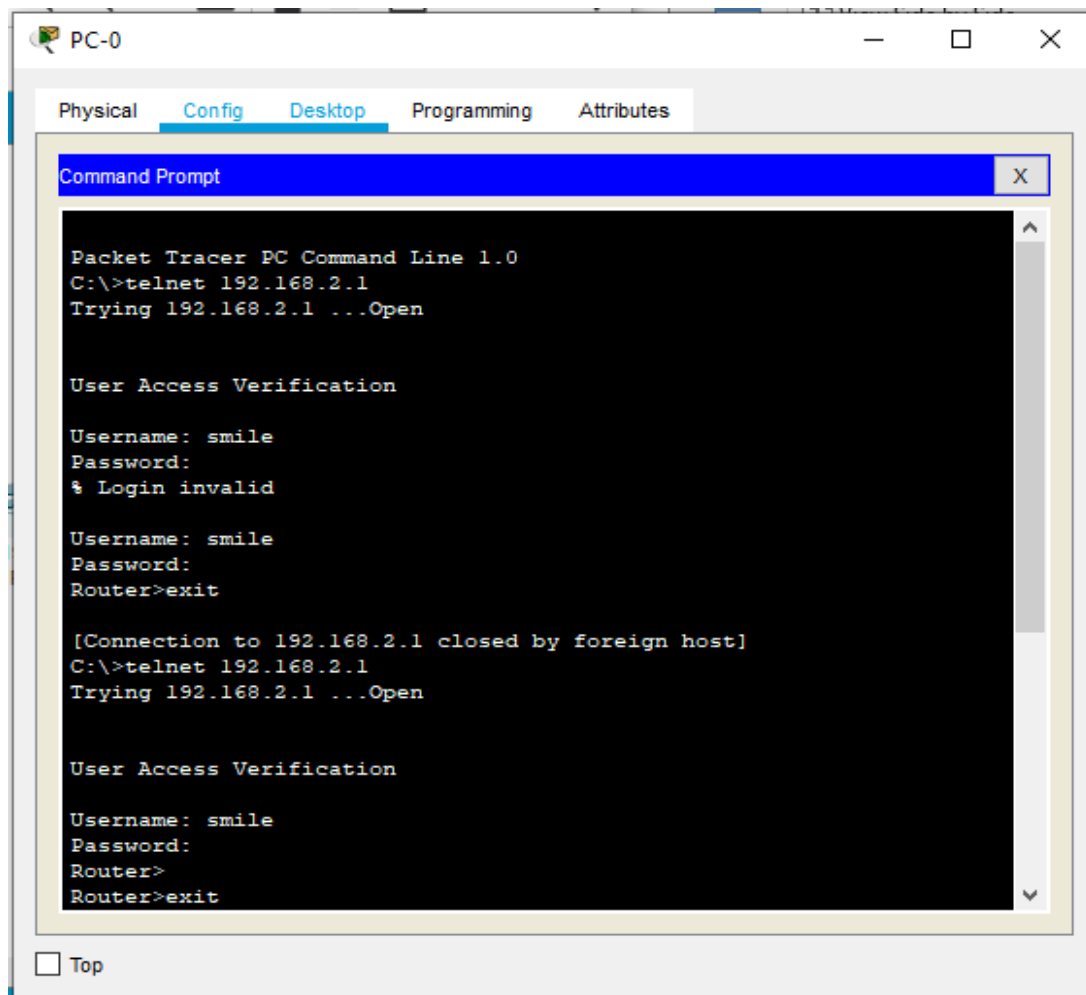 PC-0
Physical Config Desktop Programming Attributes
Command Prompt
X
Packet Tracer PC Command Line 1.0
C:\>telnet 192.168.2.1
Trying 192.168.2.1 ...Open
User Access Verification
Username: smile
Password:
% Login invalid
Username: smile
Password:
Router>exit
[Connection to 192.168.2.1 closed by foreign host]
C:\>telnet 192.168.2.1
Trying 192.168.2.1 ...Open
User Access Verification
Username: smile
Password:
Router>
Router>exit
Top